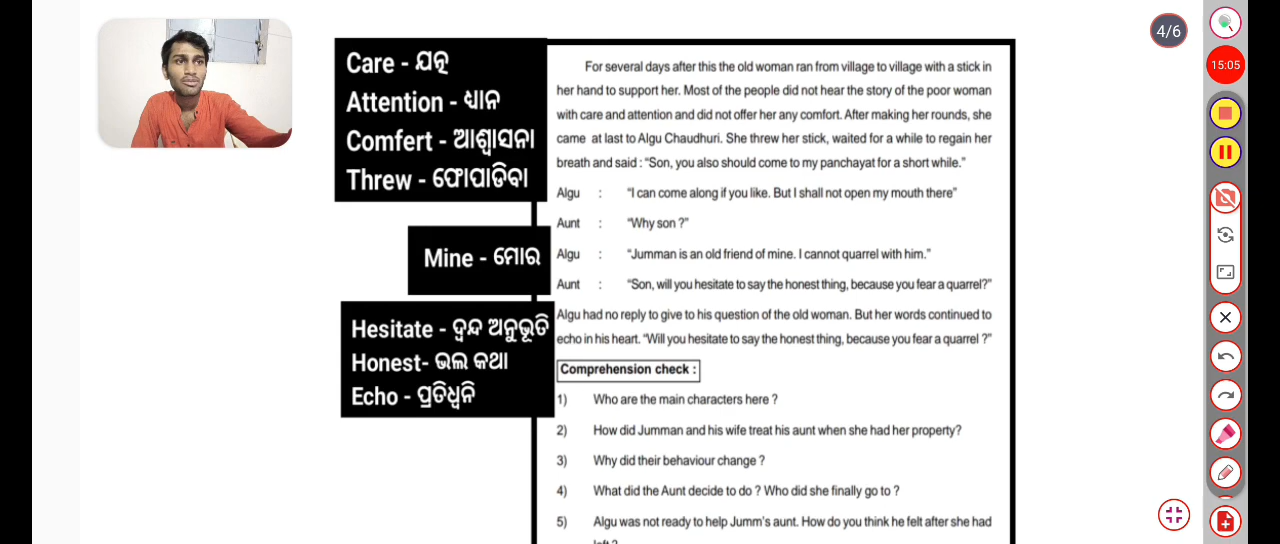 4/6
15:05
Care - ଯତ୍ନ
Attention - ଧ୍ୟାନ
Comfert - ଆଶ୍ୱାସନା
Threw - ଫୋପାଡିବା
Mine - ମୋର
Hesitate - ଦ୍ୱନ୍ଦ ଅନୁଭୂତି
Honest- ଭଲ କଥା
Echo - ପ୍ରତିଧ୍ୱନି
For several days after this the old woman ran from village to village with a stick in
her hand to support her. Most of the people did not hear the story of the poor woman
with care and attention and did not offer her any comfort. After making her rounds, she
came at last to Algu Chaudhuri. She threw her stick, waited for a while to regain her
breath and said : “Son, you also should come to my panchayat for a short while.”
Algu : “I can come along if you like. But I shall not open my mouth there”
Aunt : “Why son ?”
Algu : “Jumman is an old friend of mine. I cannot quarrel with him.”
Aunt : “Son, will you hesitate to say the honest thing, because you fear a quarrel?”
Algu had no reply to give to his question of the old woman. But her words continued to
echo in his heart. “Will you hesitate to say the honest thing, because you fear a quarrel ?”
Comprehension check :
1) Who are the main characters here ?
2) How did Jumman and his wife treat his aunt when she had her property?
3) Why did their behaviour change ?
4) What did the Aunt decide to do ? Who did she finally go to ?
5) Algu was not ready to help Jumm’s aunt. How do you think he felt after she had
left ?